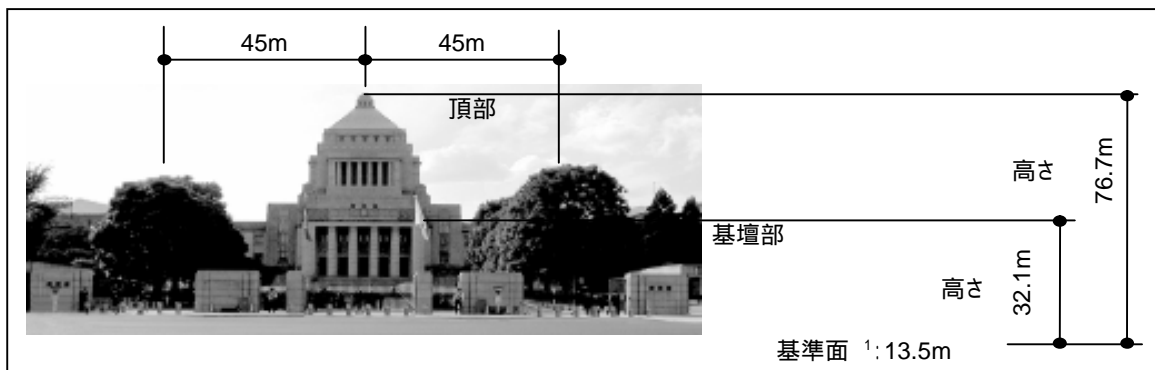 45m
45m
頂部
高さ
76.7m
基壇部
高さ
32.1m
基準面 1:13.5m